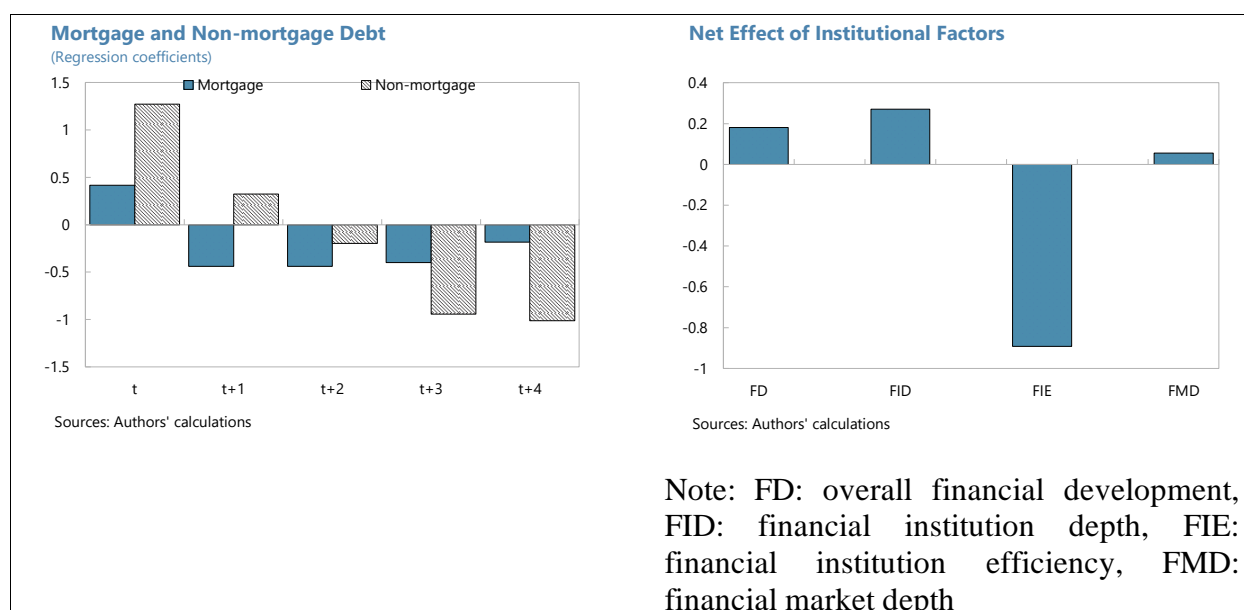 Mortgage and Non-mortgage Debt
(Regression coefficients)
Mortgage Non-mortgage
1.5
1
0.5
0
-0.5
-1
-1.5
t t+1 t+2 t+3 t+4
Sources: Authors' calculations
Net Effect of Institutional Factors
0.4
0.2
0
-0.2
-0.4
-0.6
-0.8
-1
FD FID FIE FMD
Sources: Authors' calculations
Note: FD: overall financial development,
FID: financial institution depth, FIE:
financial institution efficiency, FMD:
financial market depth